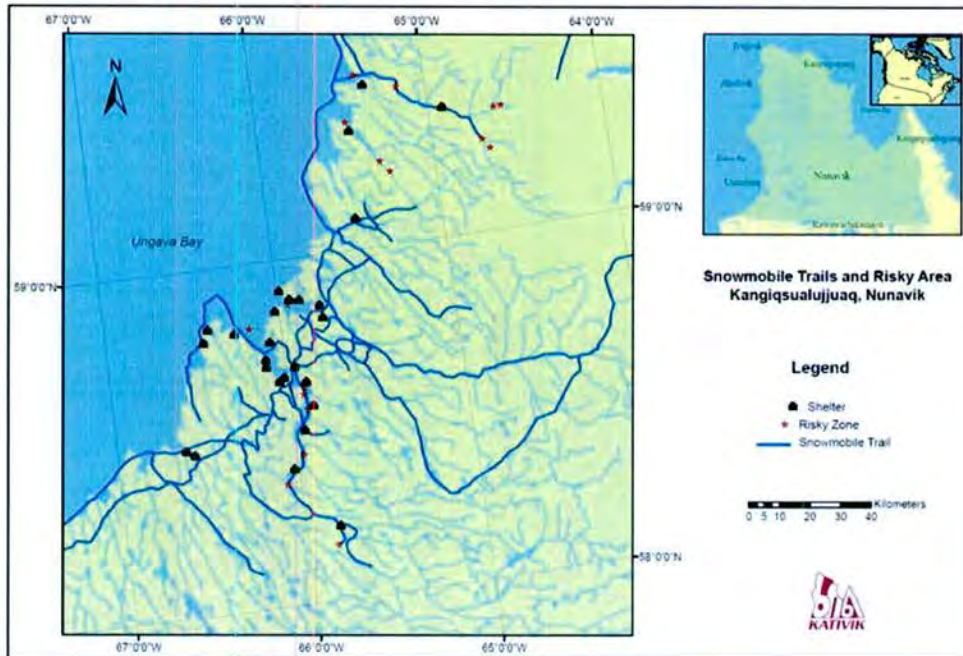 67°0'0"W 66°0'0"W 65°0'0"W 64°0'0"W
N
Ungava Bay
59°0'0"N
59°0'0"N
58°0'0"N
67°0'0"W 66°0'0"W 65°0'0"W
Nunavik
Snowmobile Trails and Risky Area
Kangiqsualujjuaq, Nunavik
Legend
Shelter
Risky Zone
Snowmobile Trail
Kilometers
0 5 10 20 30 40
KATIVIK